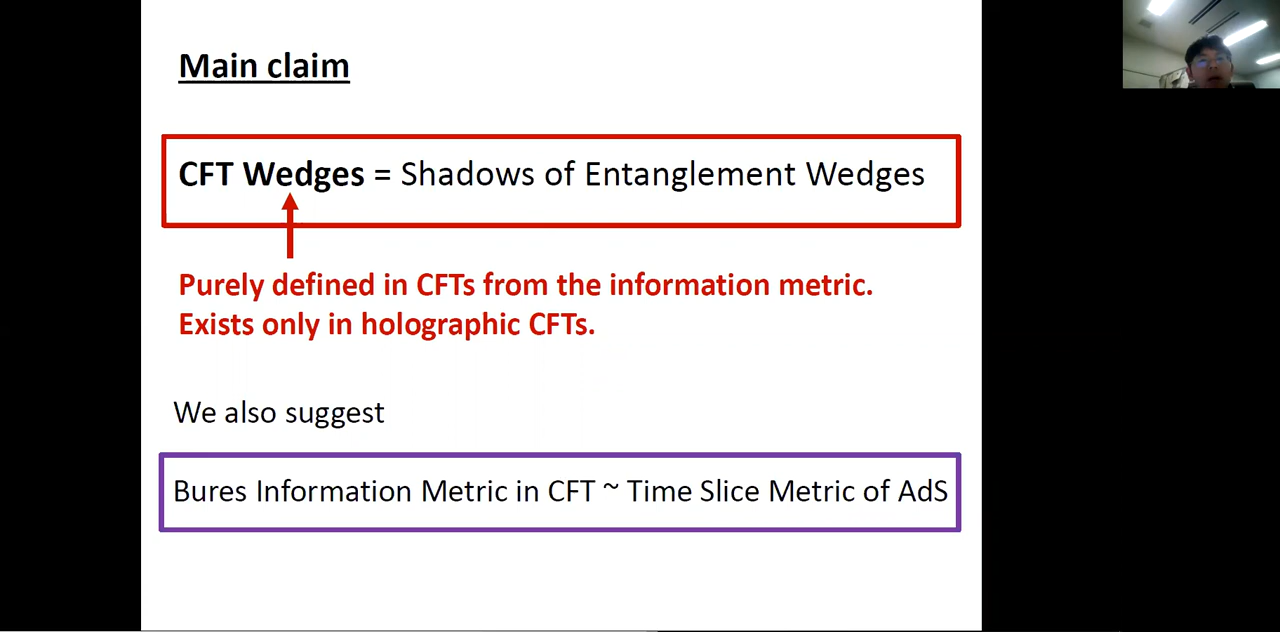 Main claim
CFT Wedges = Shadows of Entanglement Wedges
Purely defined in CFTs from the information metric.
Exists only in holographic CFTs.
We also suggest
Bures Information Metric in CFT ~ Time Slice Metric of AdS